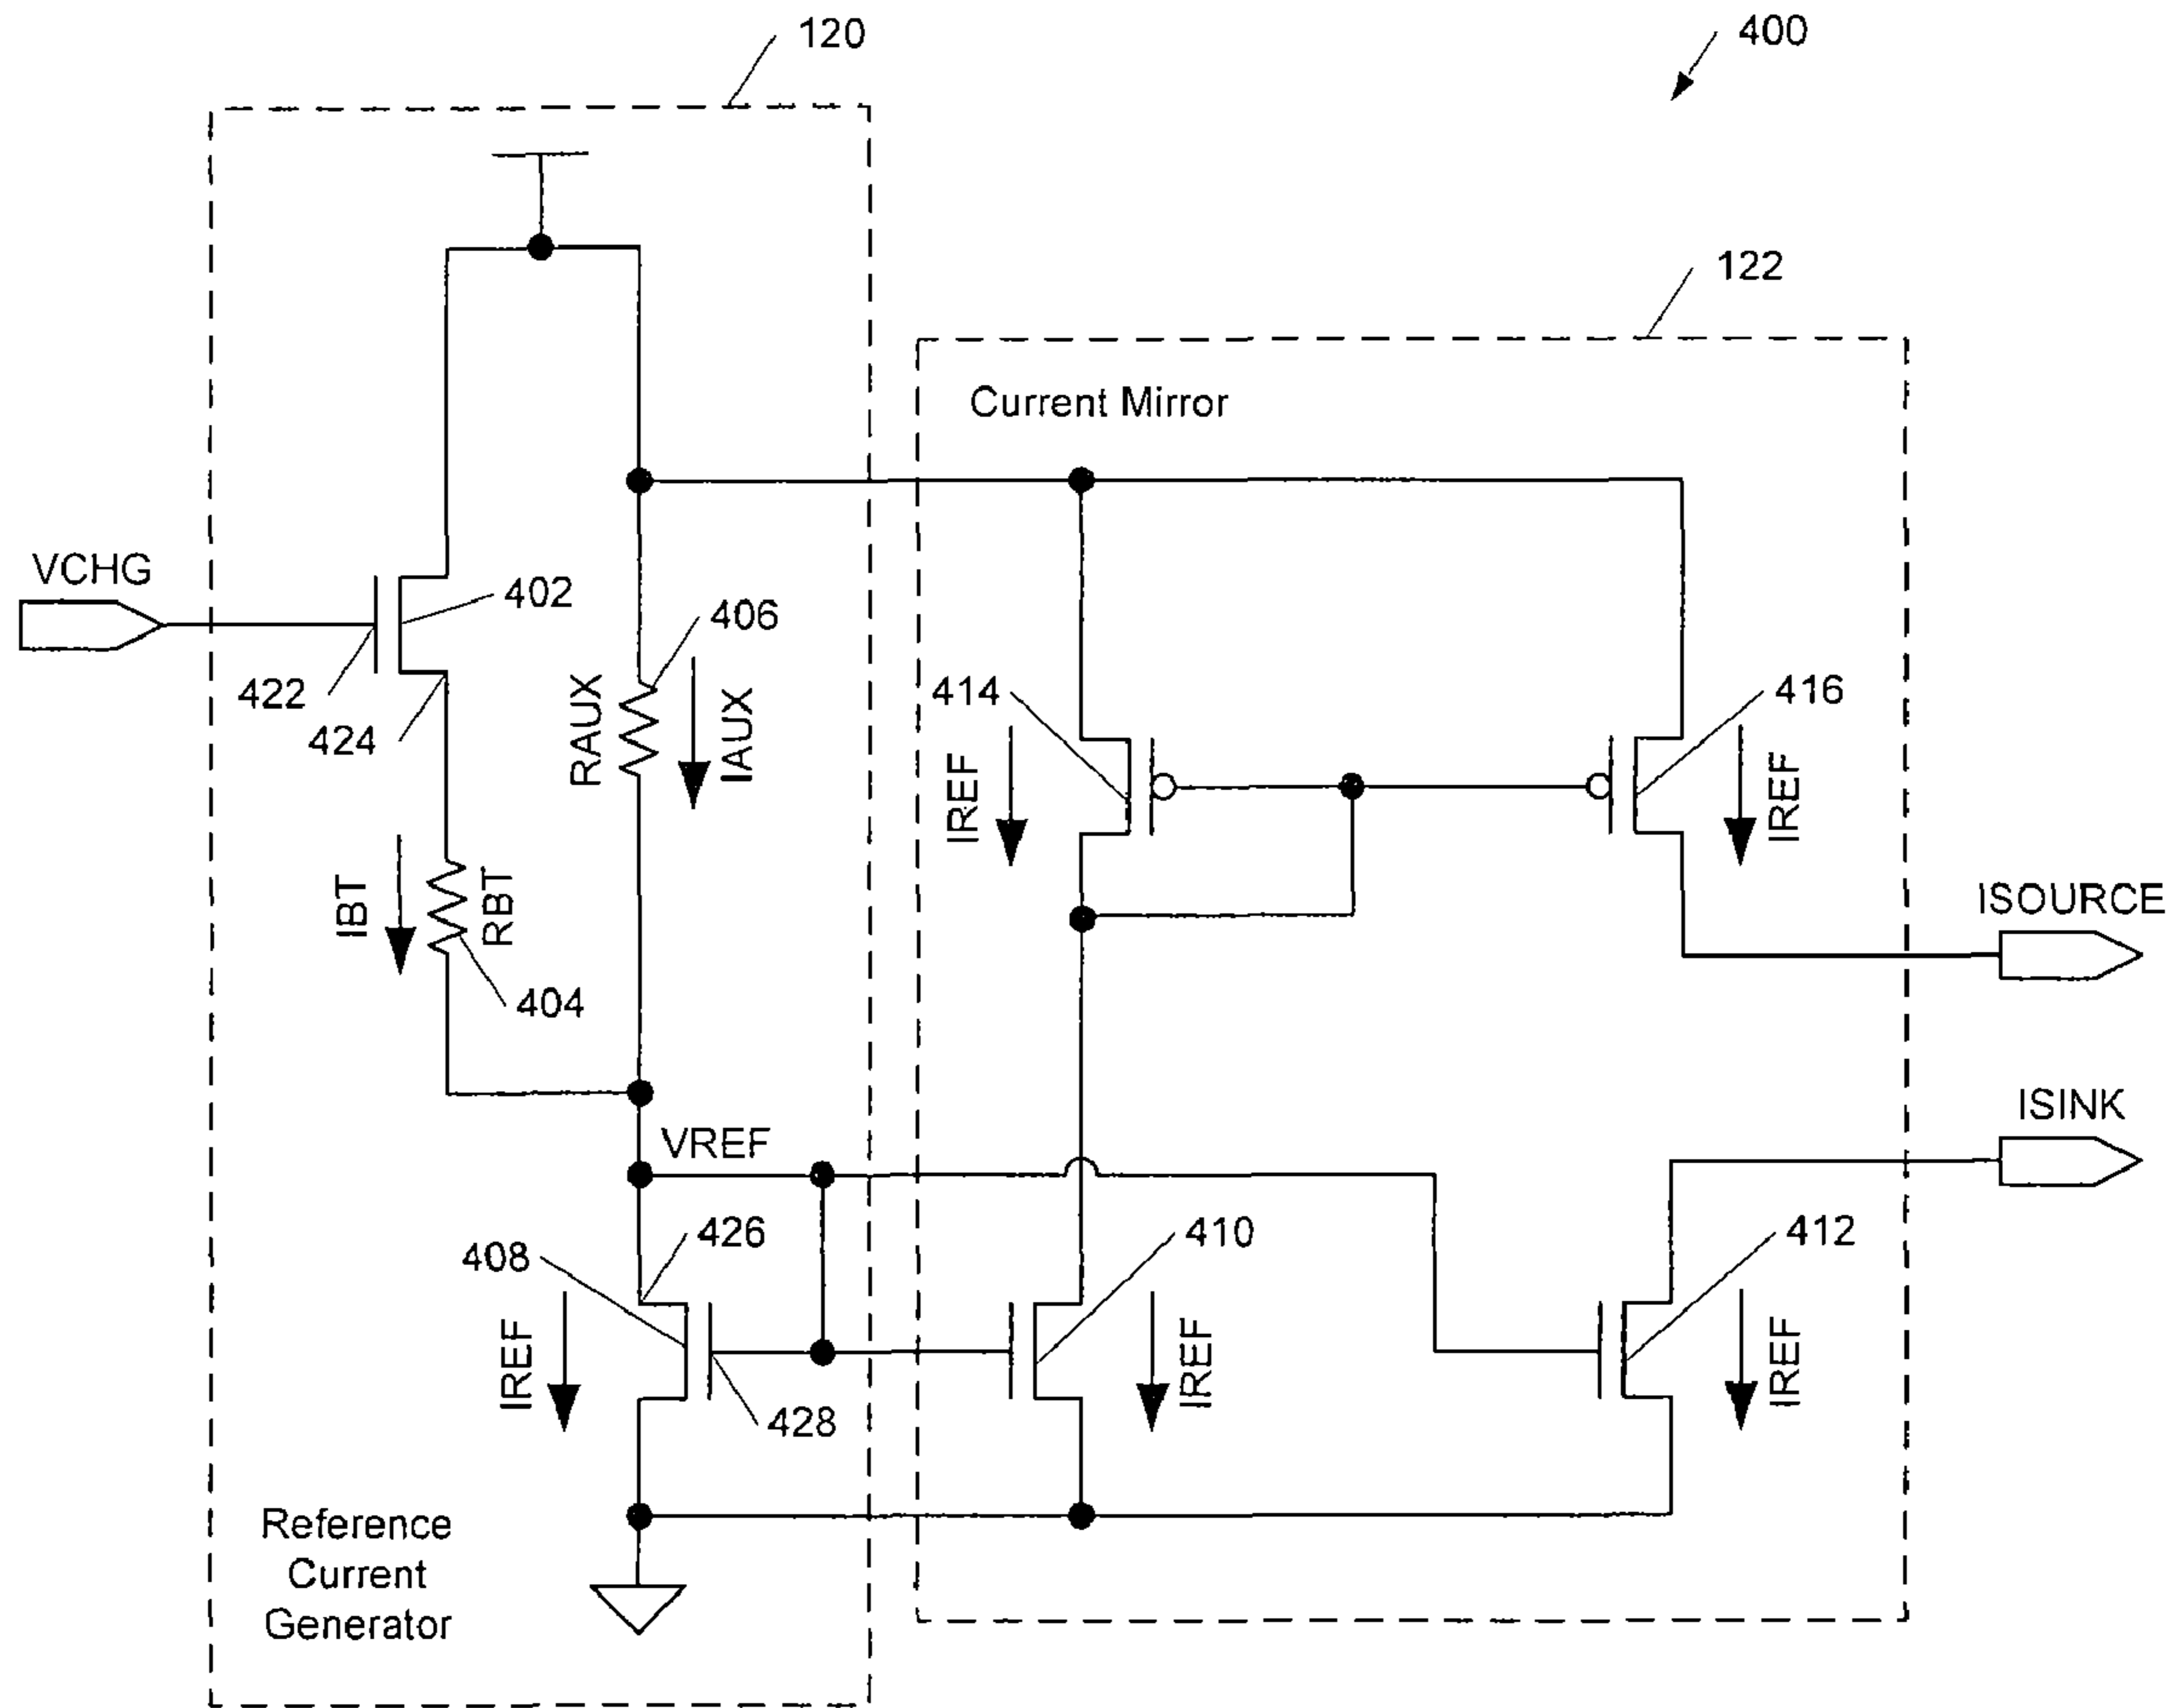 120
400
122
Current Mirror
VCHG
402
406
422
424
RAUX
IAUX
414
416
IREF
IREF
IBT
RBT
404
ISOURCE
ISINK
VREF
426
408
410
412
IREF
IREF
IREF
428
Reference
Current
Generator